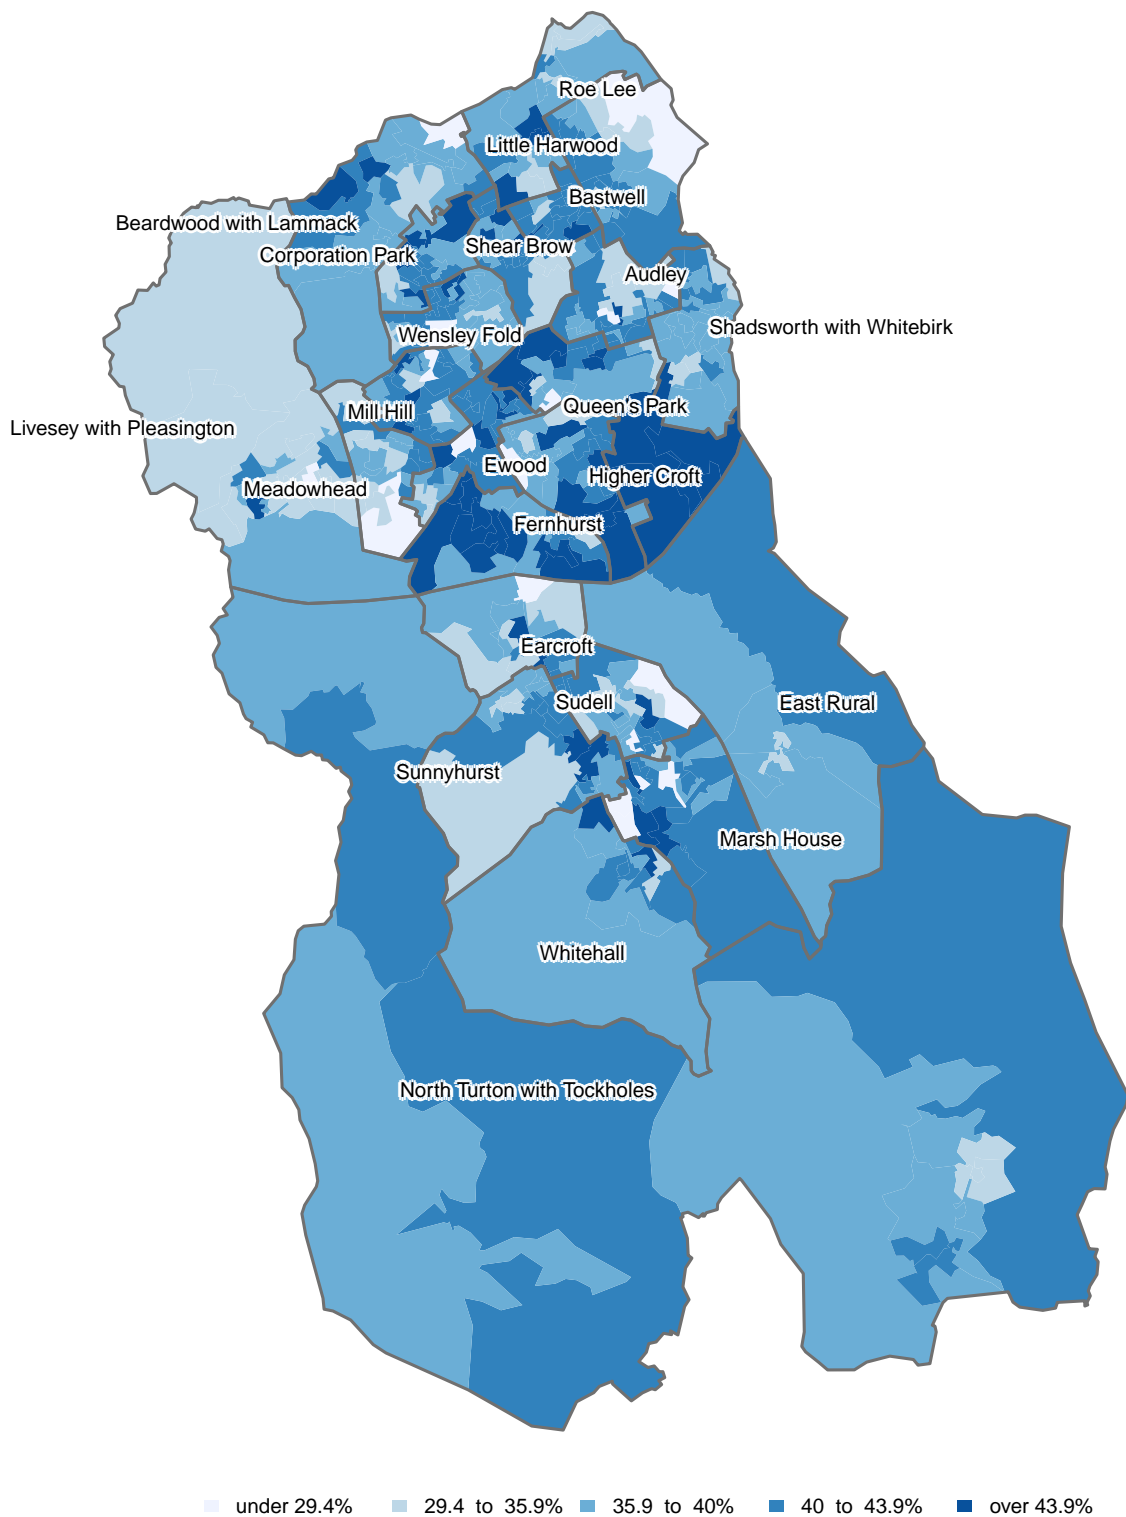 Roe Lee
Little Harwood
Bastwell
Beardwood with Lammack
Shear Brow
Corporation Park
Audley
Shadsworth with Whitebirk
Wensley Fold
Queen's Park
Mill Hill
Livesey with Pleasington
Ewood
Higher Croft
Meadowhead
Fernhurst
Earcroft
Sudell
East Rural
Sunnyhurst
Marsh House
Whitehall
North Turton with Tockholes
under 29.4% 29.4 to 35.9% 35.9 to 40% 40 to 43.9% over 43.9%